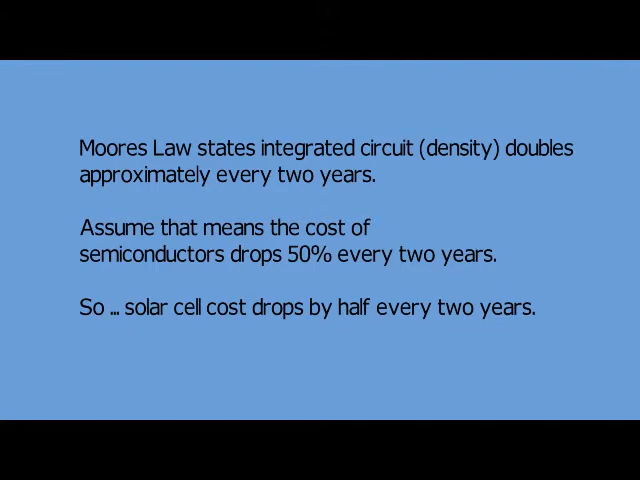 Moores Law states integrated circuit (density) doubles
approximately every two years.
Assume that means the cost of
semiconductors drops 50% every two years.
So ... solar cell cost drops by half every two years.